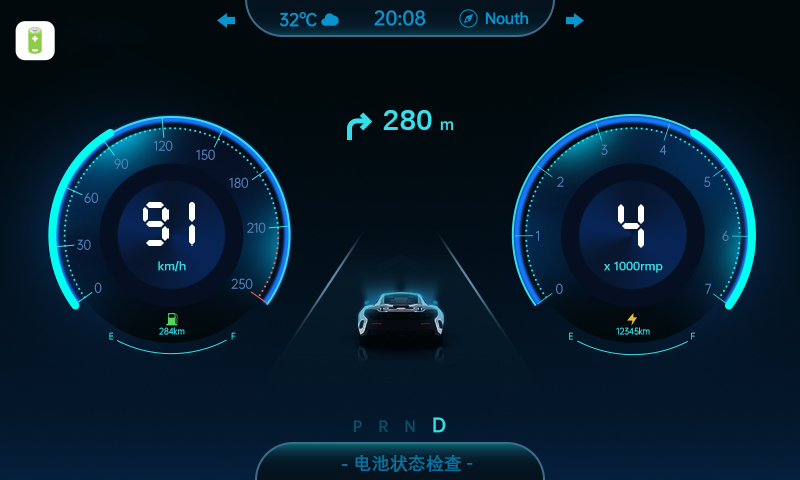 32℃ 20:08 Nouth
280 m
0 30 60 90 120 150 180 210 250
91
km/h
284km
E F
0 1 2 3 4 5 6 7
4
x 1000rmp
12345km
E F
P R N D
- 电池状态检查 -